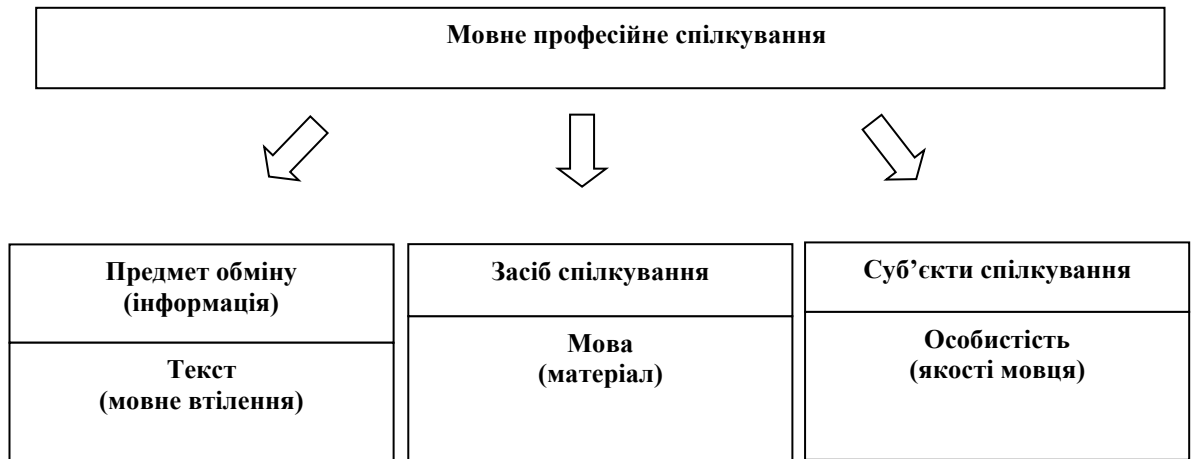 Мовне професійне спілкування
Предмет обміну
(інформація)
Текст
(мовне втілення)
Засіб спілкування
Мова
(матеріал)
Суб’єкти спілкування
Особистість
(якості мовця)